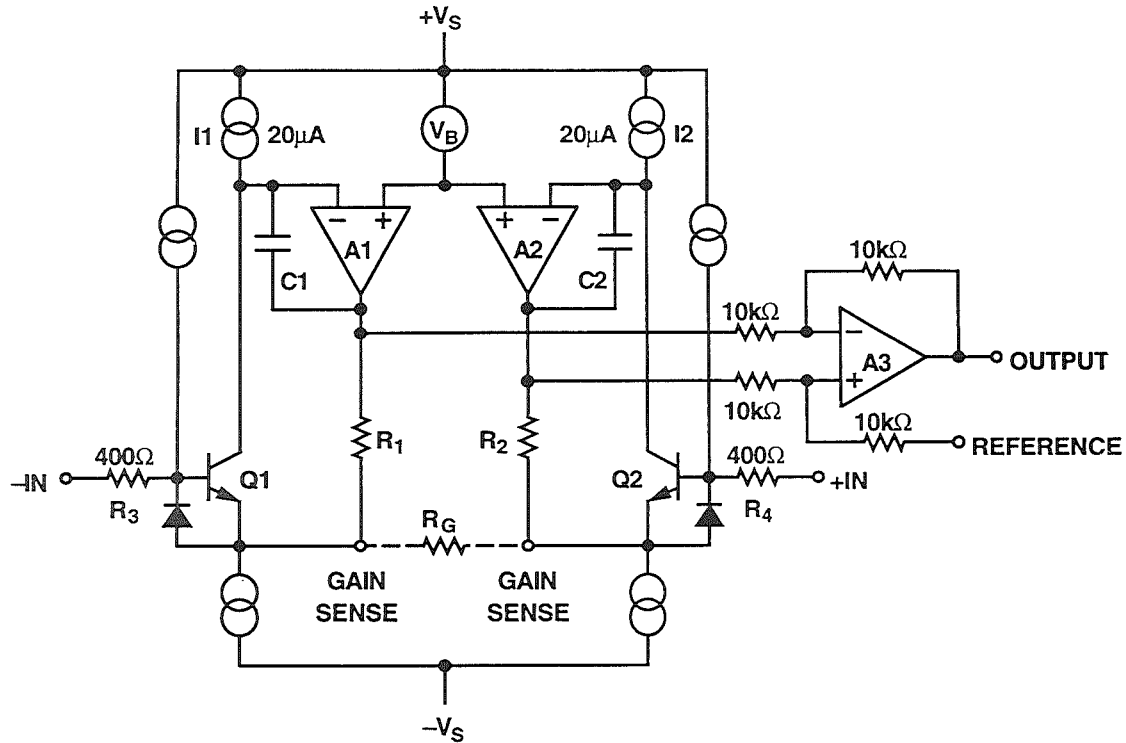 +VS
I1 20µA
VB
20µA I2
− + + −
A1 A2
C1 C2
10kΩ
10kΩ
−
A3
+
OUTPUT
10kΩ
10kΩ
REFERENCE
R1 R2
400Ω
−IN
R3
Q1
Q2
400Ω
+IN
R4
RG
GAIN SENSE
GAIN SENSE
−VS